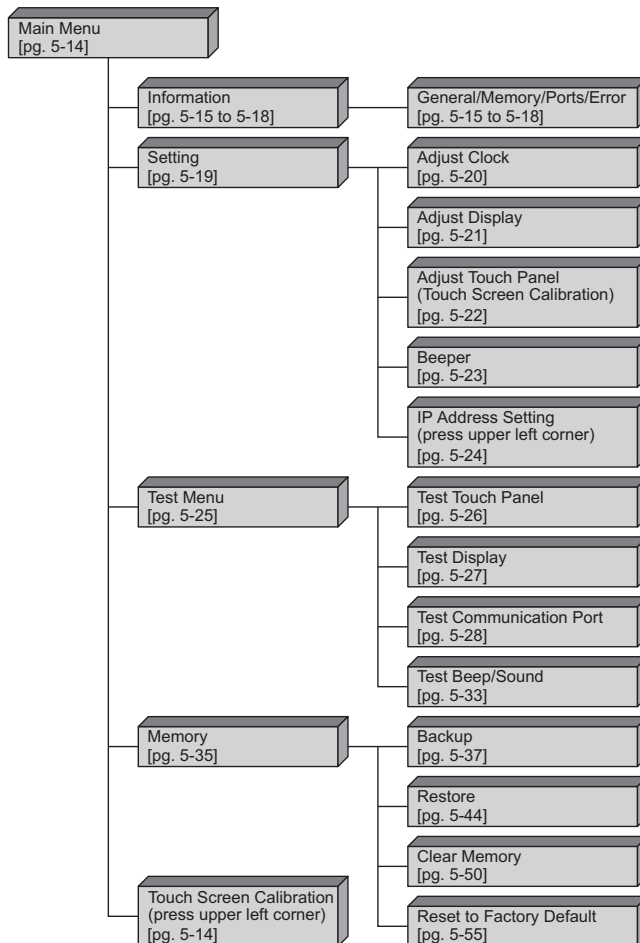 Main Menu
[pg. 5-14]
Information
[pg. 5-15 to 5-18]
General/Memory/Ports/Error
[pg. 5-15 to 5-18]
Setting
[pg. 5-19]
Adjust Clock
[pg. 5-20]
Adjust Display
[pg. 5-21]
Adjust Touch Panel
(Touch Screen Calibration)
[pg. 5-22]
Beeper
[pg. 5-23]
IP Address Setting
(press upper left corner)
[pg. 5-24]
Test Menu
[pg. 5-25]
Test Touch Panel
[pg. 5-26]
Test Display
[pg. 5-27]
Test Communication Port
[pg. 5-28]
Test Beep/Sound
[pg. 5-33]
Memory
[pg. 5-35]
Backup
[pg. 5-37]
Restore
[pg. 5-44]
Clear Memory
[pg. 5-50]
Reset to Factory Default
[pg. 5-55]
Touch Screen Calibration
(press upper left corner)
[pg. 5-14]